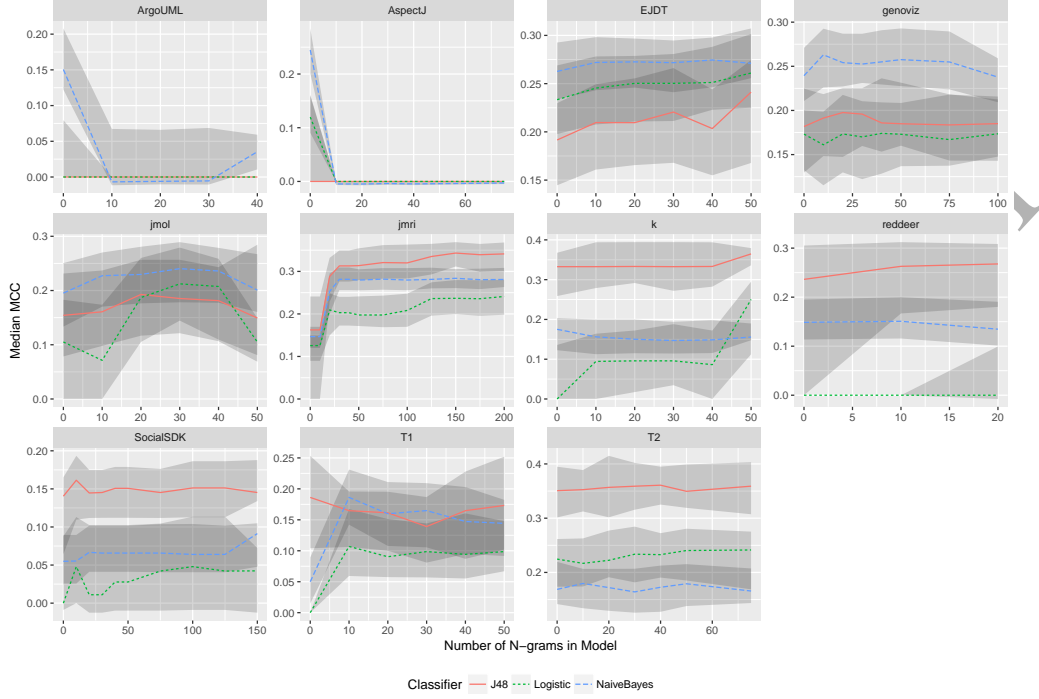 ArgoUML
AspectJ
EJDT
genoviz
0.20
0.15
0.10
0.05
0.00
0.2
0.1
0.0
0.30
0.25
0.20
0.15
0.30
0.25
0.20
0.15
0 10 20 30 40
0 20 40 60
0 10 20 30 40 50
0 25 50 75 100
jmol
jmri
k
reddeer
0.3
0.2
0.1
0.0
0.3
0.2
0.1
0.0
0.4
0.3
0.2
0.1
0.0
0.3
0.2
0.1
0.0
0 10 20 30 40 50
0 50 100 150 200
0 10 20 30 40 50
0 5 10 15 20
SocialSDK
T1
T2
0.20
0.15
0.10
0.05
0.00
0.25
0.20
0.15
0.10
0.05
0.00
0.4
0.3
0.2
0 50 100 150
0 10 20 30 40 50
0 20 40 60
Median MCC
Number of N−grams in Model
Classifier J48 Logistic NaiveBayes